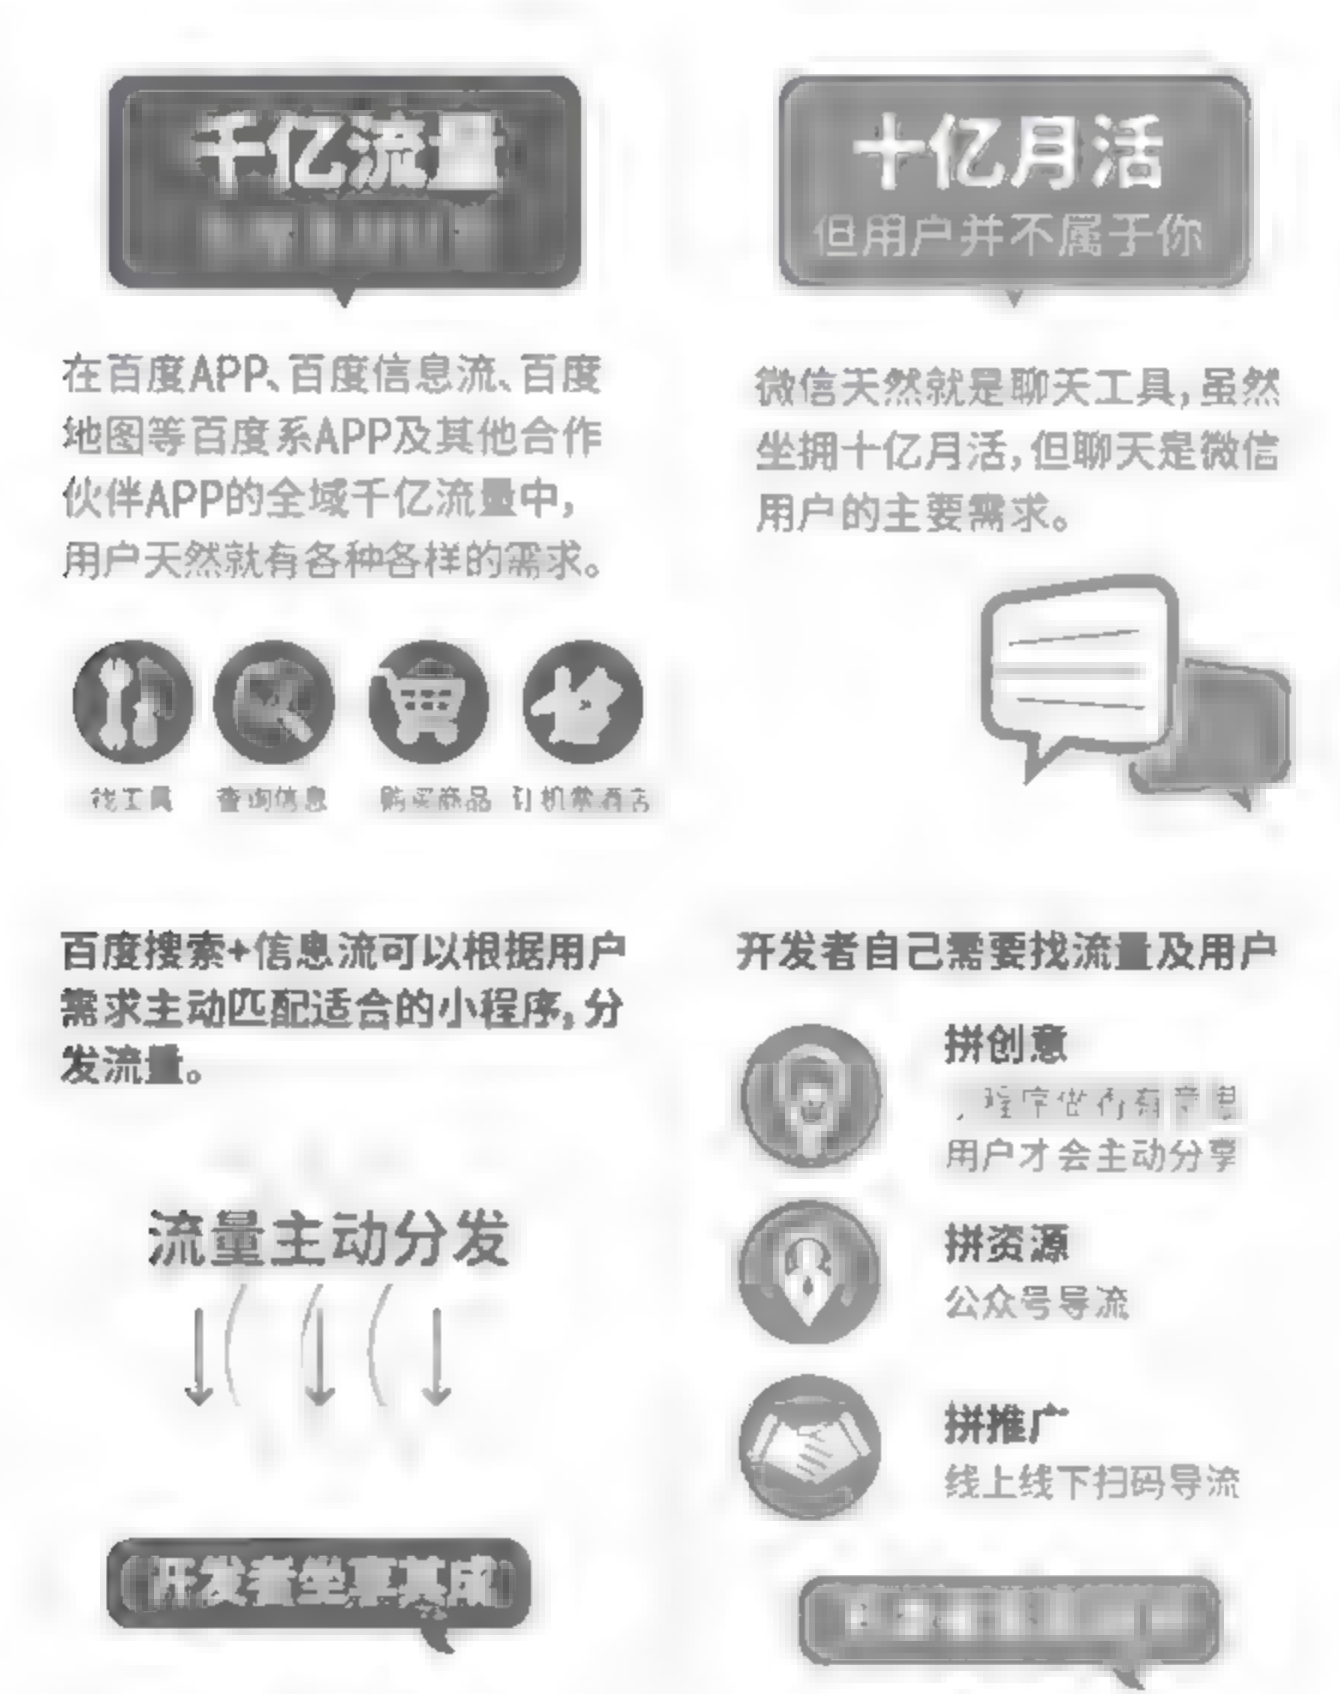 千亿流量
在百度APP、百度信息流、百度
地图等百度系APP及其他合作
伙伴APP的全域千亿流量中,
用户天然就有各种各样的需求。
找工具
查询信息
购买商品
订机票酒店
百度搜索+信息流可以根据用户
需求主动匹配适合的小程序,分
发流量。
流量主动分发
开发者坐享其成
十亿月活
但用户并不属于你
微信天然就是聊天工具,虽然
坐拥十亿月活,但聊天是微信
用户的主要需求。
开发者自己需要找流量及用户
拼创意
用户才会主动分享
拼资源
公众号导流
拼推广
线上线下扫码导流